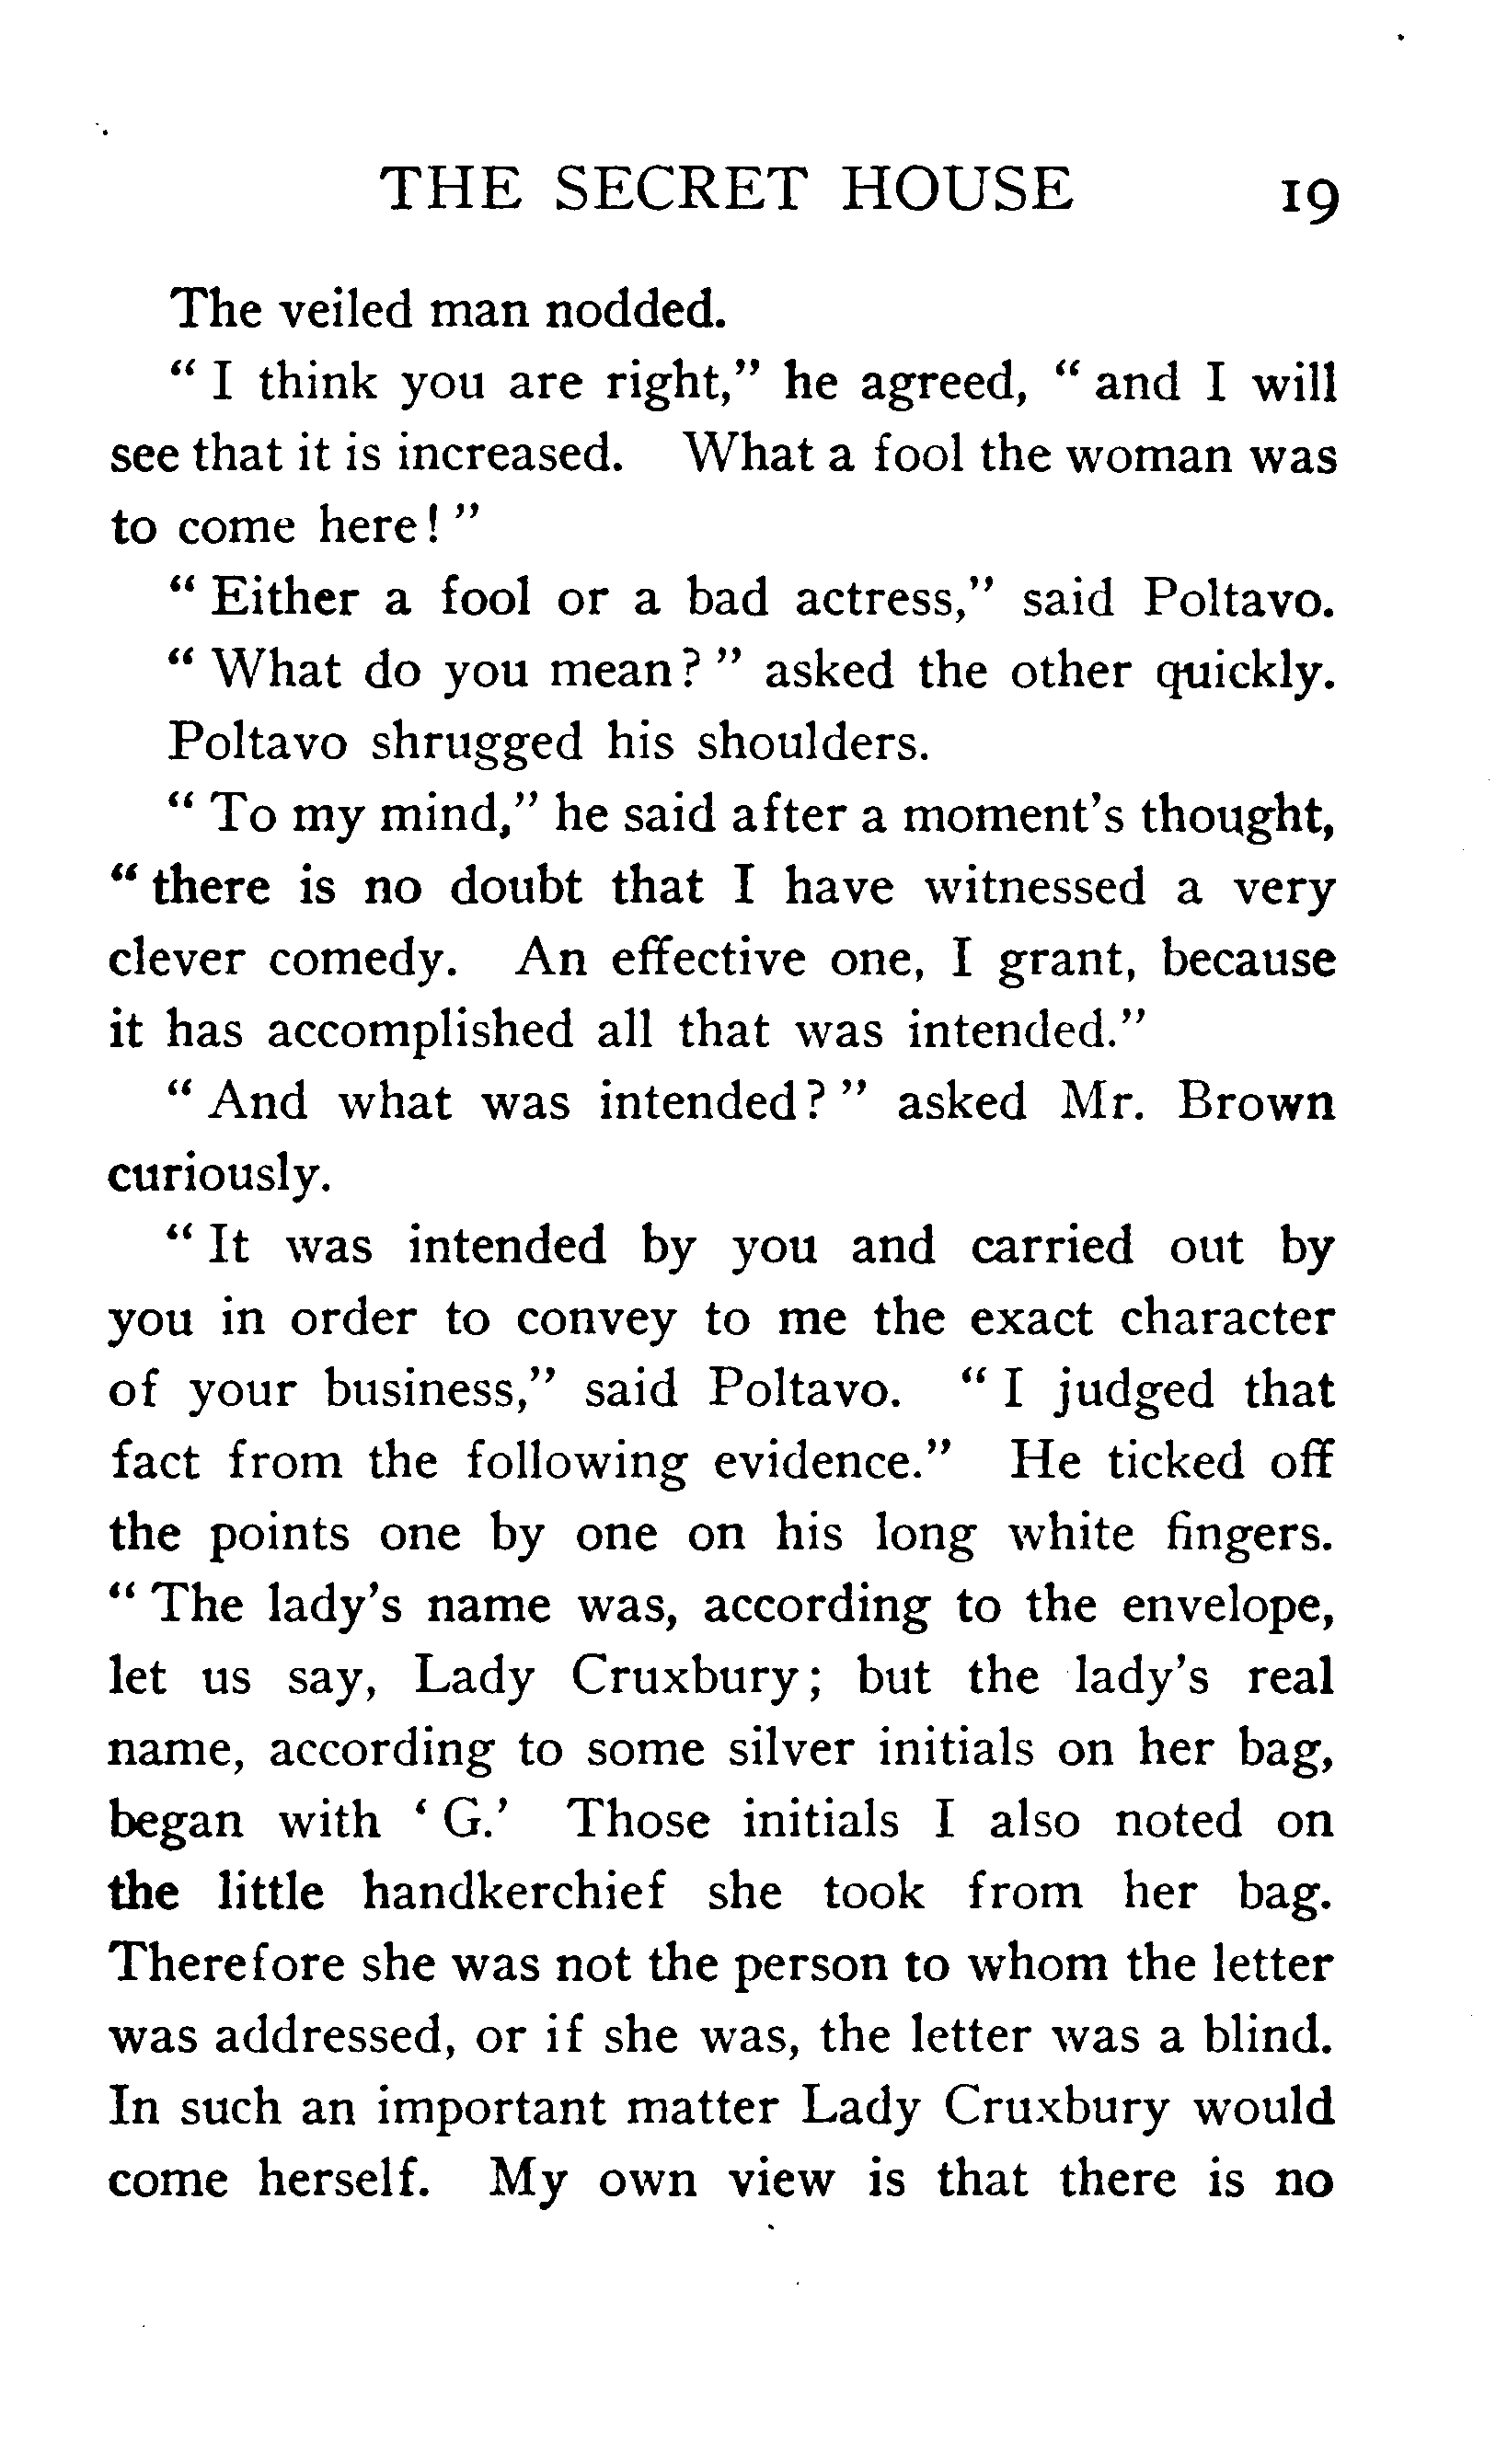 THE SECRET HOUSE 19
The veiled man nodded.
" I think you are right," he agreed, " and I will
see that it is increased. What a fool the woman was
to come here! "
" Either a fool or a bad actress," said Poltavo.
" What do you mean? " asked the other quickly.
Poltavo shrugged his shoulders.
" To my mind," he said after a moment's thought,
" there is no doubt that I have witnessed a very
clever comedy. An effective one, I grant, because
it has accomplished all that was intended."
" And what was intended? " asked Mr. Brown
curiously.
" It was intended by you and carried out by
you in order to convey to me the exact character
of your business," said Poltavo. " I judged that
fact from the following evidence." He ticked off
the points one by one on his long white fingers.
" The lady's name was, according to the envelope,
let us say, Lady Cruxbury; but the lady's real
name, according to some silver initials on her bag,
began with ' G.' Those initials I also noted on
the little handkerchief she took from her bag.
Therefore she was not the person to whom the letter
was addressed, or if she was, the letter was a blind.
In such an important matter Lady Cruxbury would
come herself. My own view is that there is no